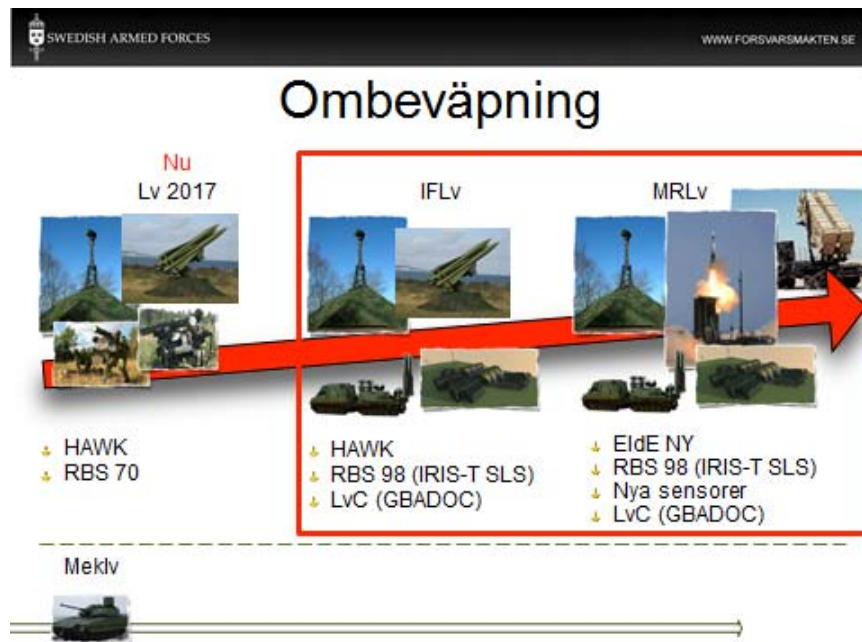 SWEDISH ARMED FORCES
WWW.FORSVARSMAKTEN.SE
Ombeväpning
Nu
Lv 2017
IFLv
MRLv
HAWK
RBS 70
HAWK
RBS 98 (IRIS-T SLS)
LvC (GBADOC)
EldE NY
RBS 98 (IRIS-T SLS)
Nya sensorer
LvC (GBADOC)
Meklv